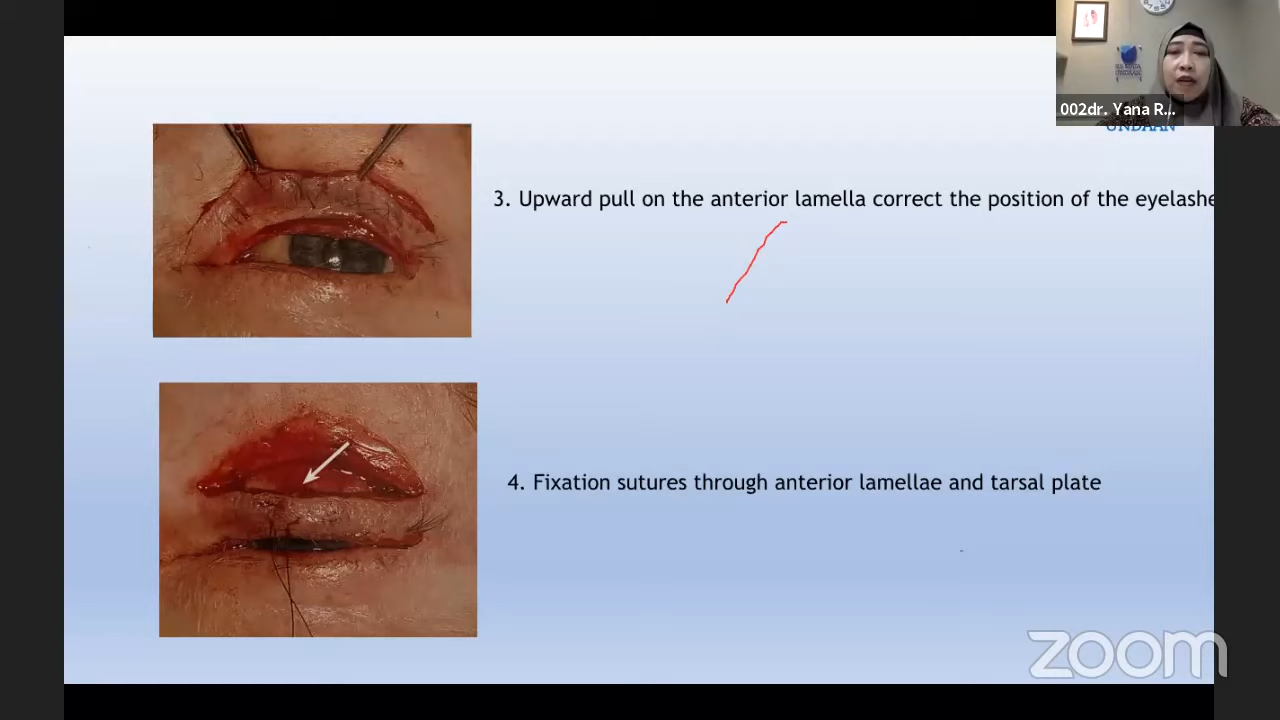 002dr. Yana R...
UNDAAN
3. Upward pull on the anterior lamella correct the position of the eyelashe
4. Fixation sutures through anterior lamellae and tarsal plate
zoom